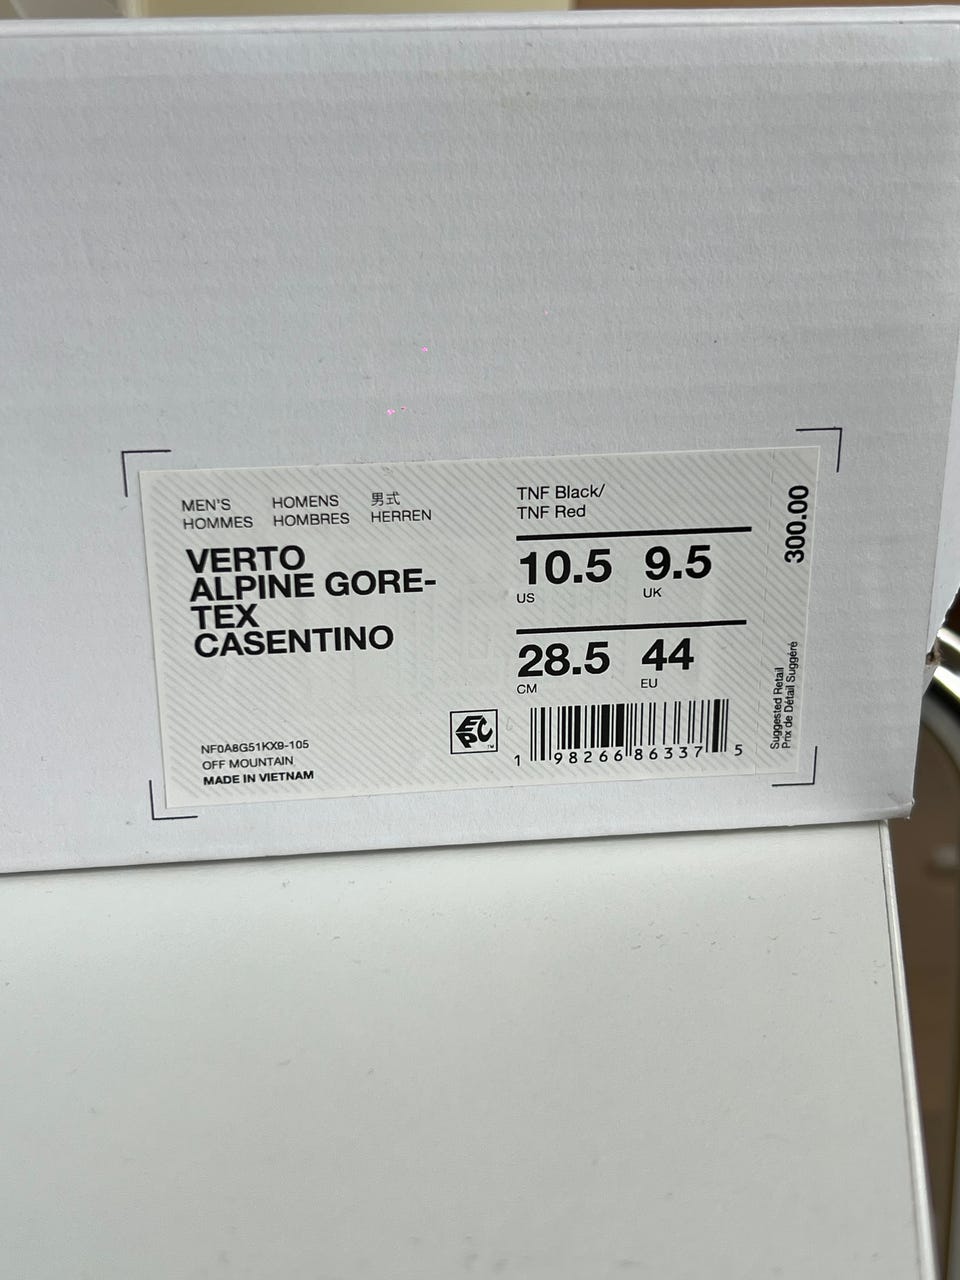 MEN'S HOMENS 男式
HOMMES HOMBRES HERREN
VERTO
ALPINE GORE-
TEX
CASENTINO
NF0A8G51KX9-105
OFF MOUNTAIN
MADE IN VIETNAM
TNF Black/
TNF Red
10.5 9.5
US UK
28.5 44
CM EU
EPC™
1 98266 86337 5
300.00
Suggested Retail
Prix de Détail Suggéré